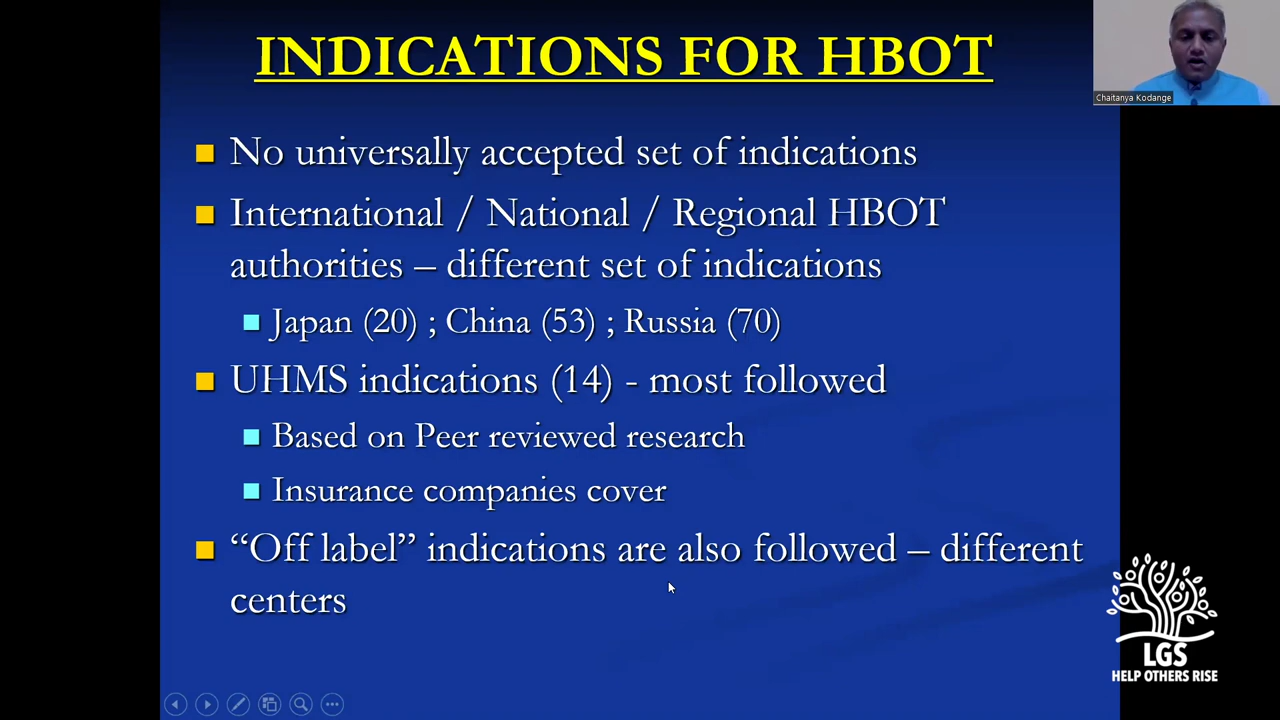 INDICATIONS FOR HBOT
Chaitanya Kodange
No universally accepted set of indications
International / National / Regional HBOT
authorities – different set of indications
Japan (20) ; China (53) ; Russia (70)
UHMS indications (14) - most followed
Based on Peer reviewed research
Insurance companies cover
“Off label” indications are also followed – different
centers
LGS
HELP OTHERS RISE